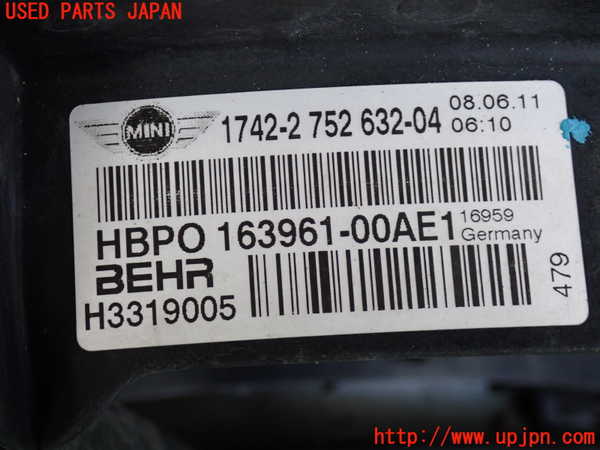 USED PARTS JAPAN
MINI
1742-2 752 632-04
08.06.11
06:10
HBPO 163961-00AE1
16959
Germany
BEHR
H3319005
479
http://www.upjpn.com/